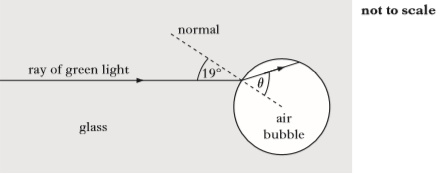 not to scale
normal
ray of green light
19°
θ
glass
air
bubble